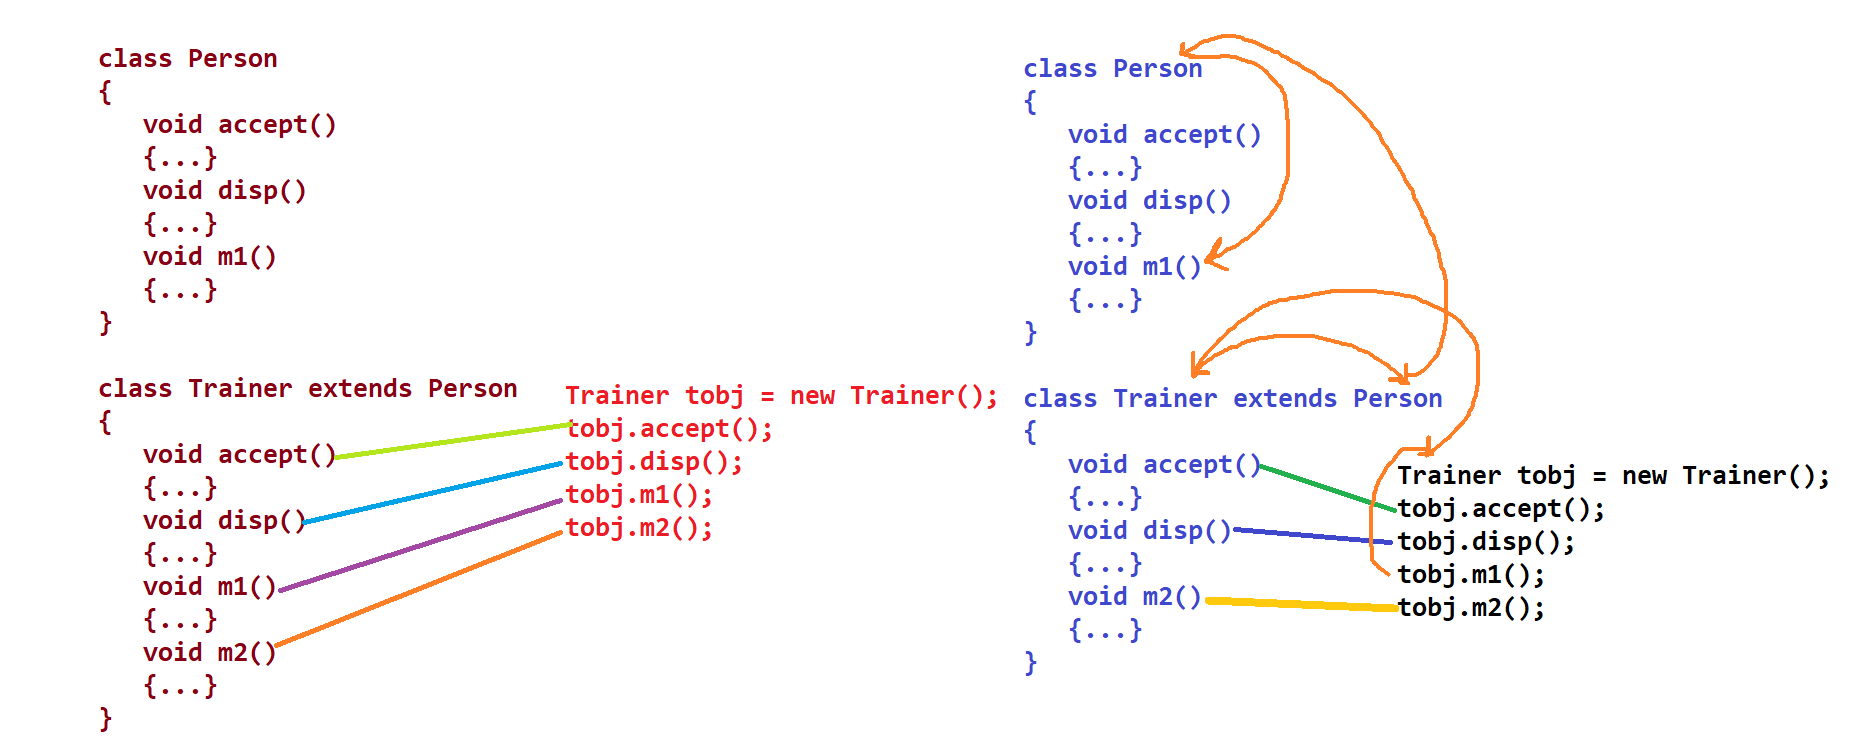 class Person
{
void accept()
{...}
void disp()
{...}
void m1()
{...}
}
class Trainer extends Person
{
void accept()
{...}
void disp()
{...}
void m1()
{...}
void m2()
{...}
}
Trainer tobj = new Trainer();
tobj.accept();
tobj.disp();
tobj.m1();
tobj.m2();
class Person
{
void accept()
{...}
void disp()
{...}
void m1()
{...}
}
class Trainer extends Person
{
void accept()
{...}
void disp()
{...}
void m2()
{...}
}
Trainer tobj = new Trainer();
tobj.accept();
tobj.disp();
tobj.m1();
tobj.m2();